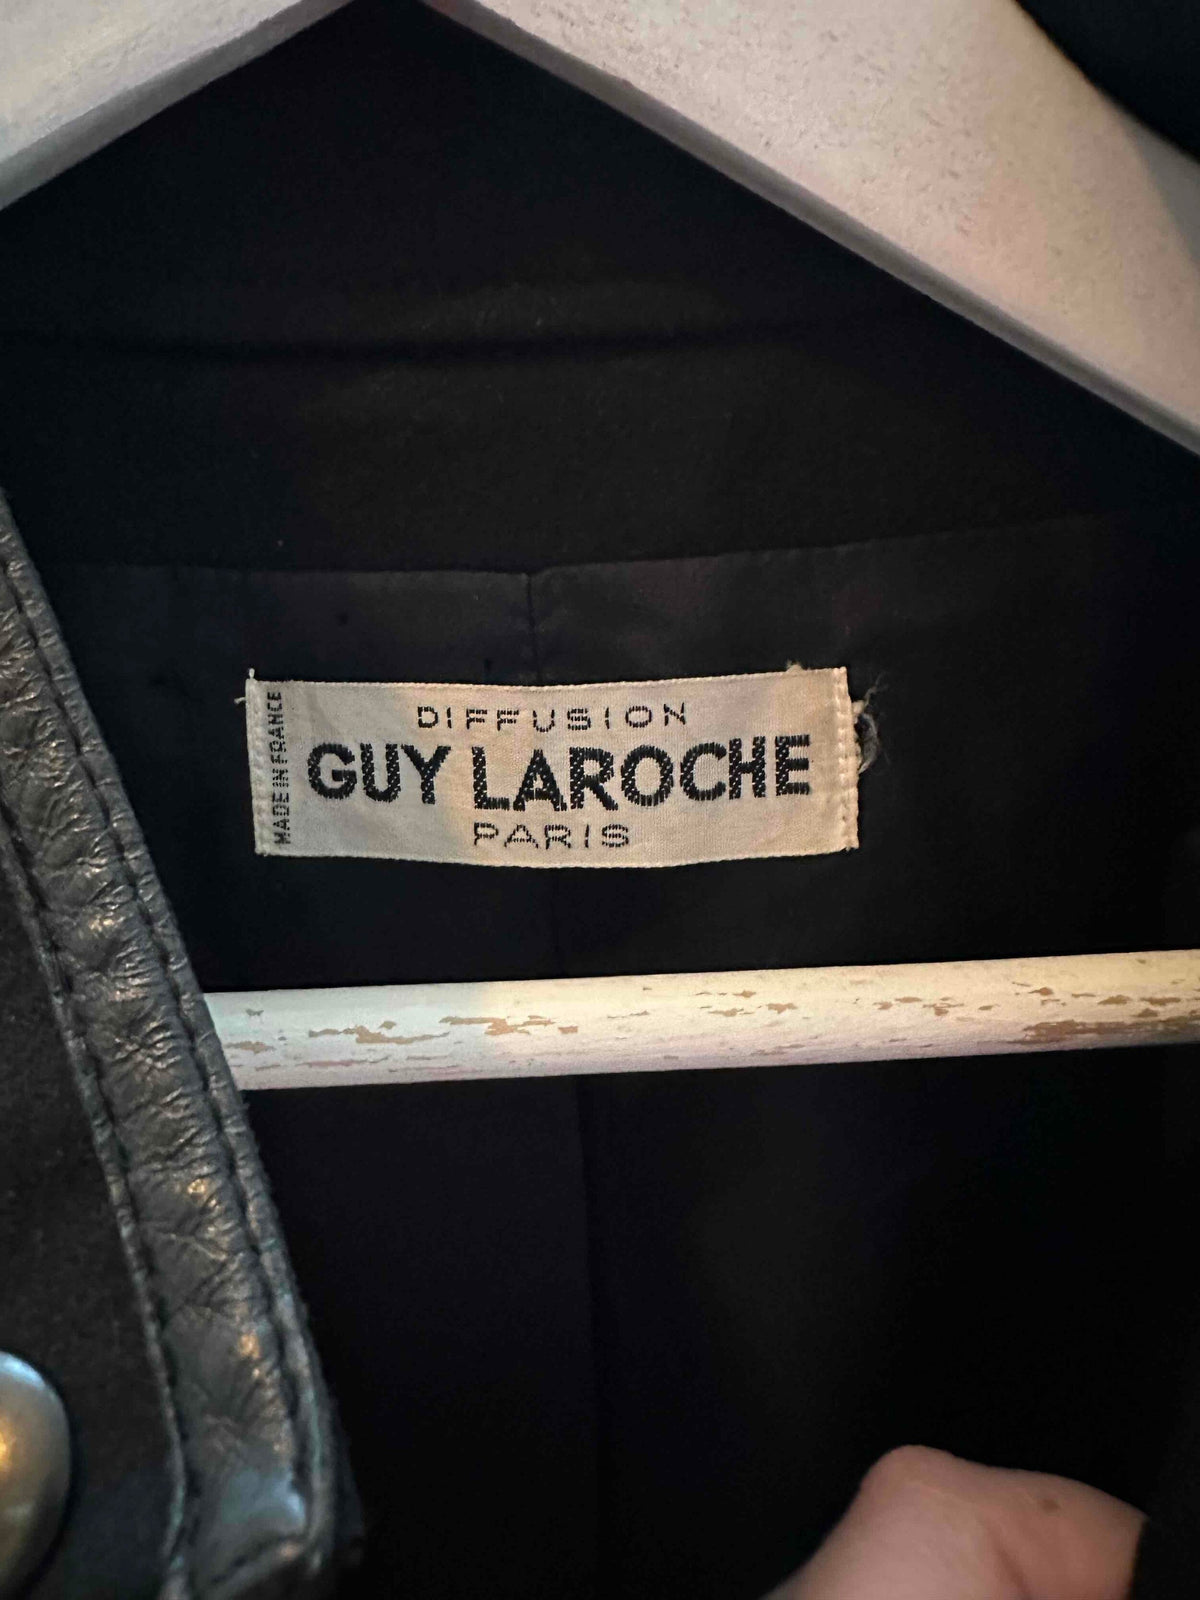 MADE IN FRANCE
DIFFUSION
GUY LAROCHE
PARIS